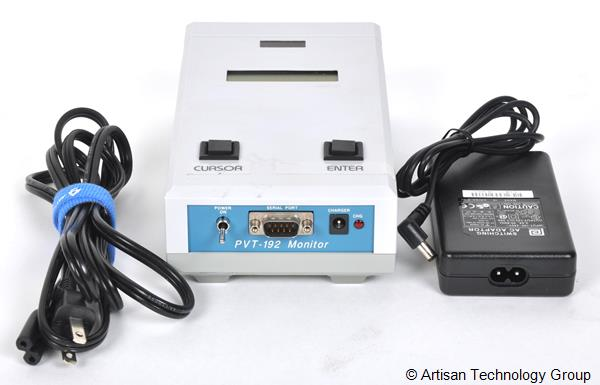 CURSOR
ENTER
POWER
ON
SERIAL PORT
CHARGER
CHG
PVT-192 Monitor
SWITCHING
AC ADAPTOR
CAUTION
© Artisan Technology Group